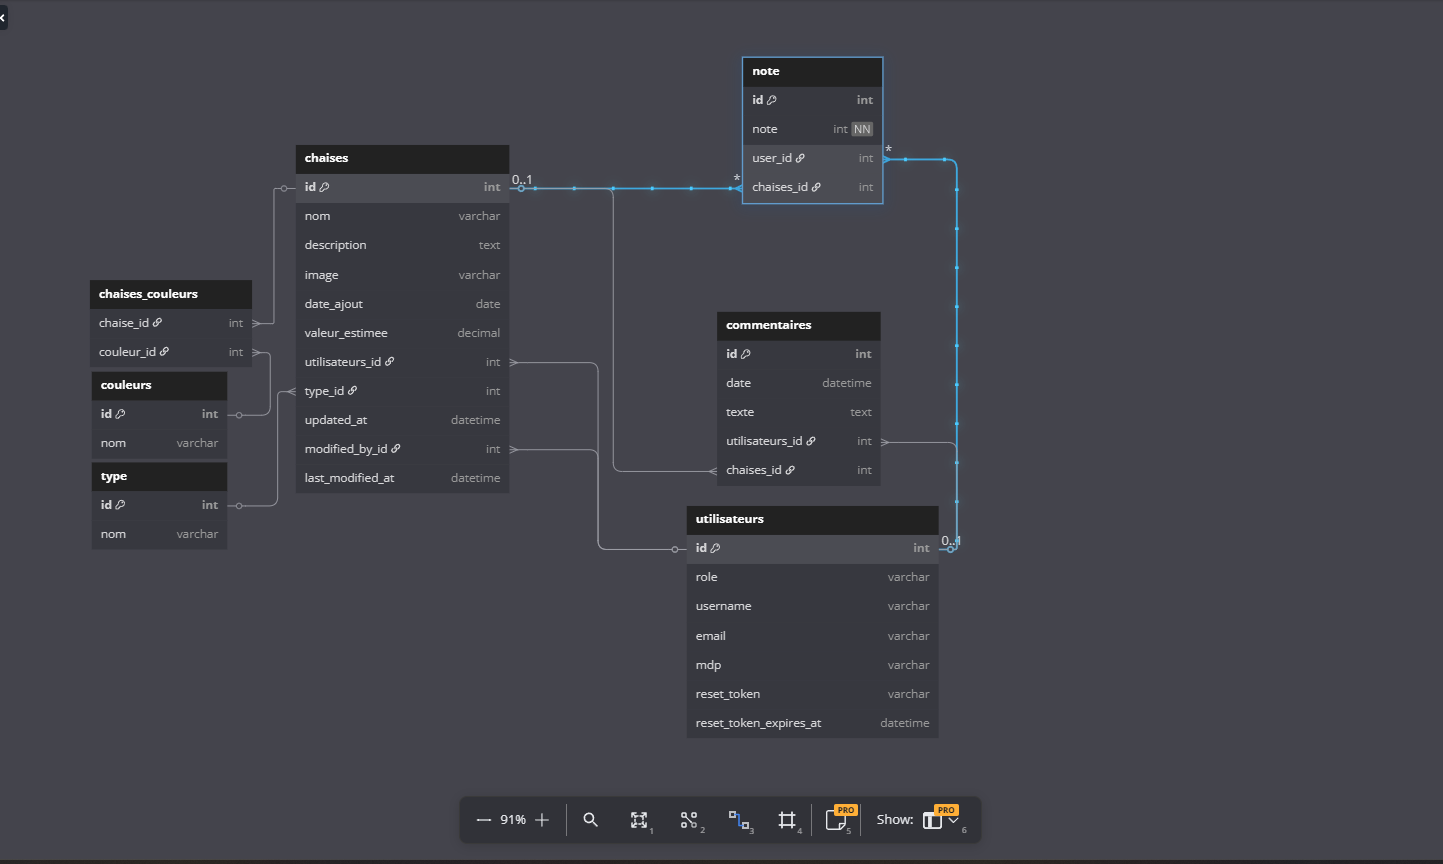 note
id int
note int NN
user_id int
chaises_id int
*
*
0..1
chaises
id int
nom varchar
description text
image varchar
date_ajout date
valeur_estimee decimal
utilisateurs_id int
type_id int
updated_at datetime
modified_by_id int
last_modified_at datetime
chaises_couleurs
chaise_id int
couleur_id int
couleurs
id int
nom varchar
type
id int
nom varchar
commentaires
id int
date datetime
texte text
utilisateurs_id int
chaises_id int
utilisateurs
id int
0..1
role varchar
username varchar
email varchar
mdp varchar
reset_token varchar
reset_token_expires_at datetime
91% 1 2 3 4 PRO 5 Show: PRO 6